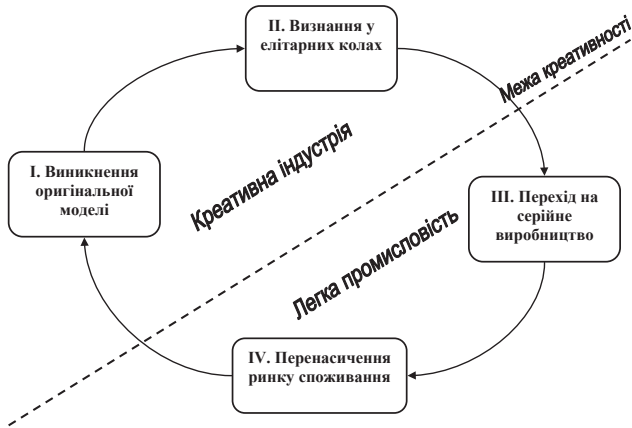 II. Визнання у
елітарних колах
Межа креативності
I. Виникнення
оригінальної
моделі
Креативна індустрія
III. Перехід на
серійне
виробництво
Легка промисловість
IV. Перенасичення
ринку споживання